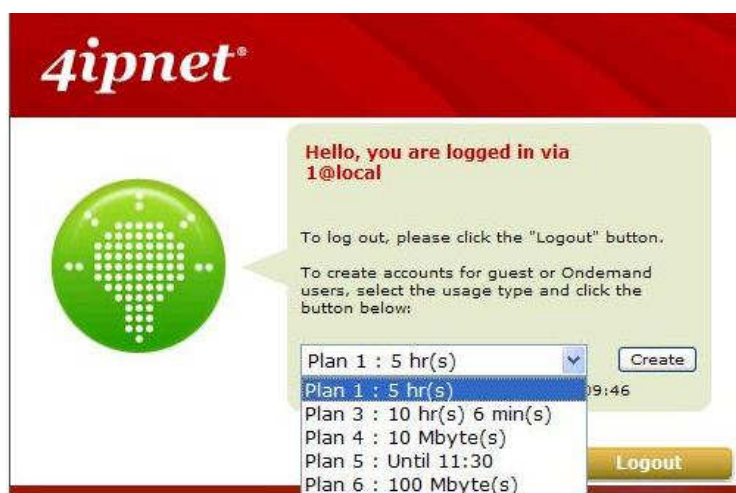 4ipnet®
Hello, you are logged in via
1@local
To log out, please click the "Logout" button.
To create accounts for guest or Ondemand
users, select the usage type and click the
button below:
Plan 1 : 5 hr(s)
Create
Plan 1 : 5 hr(s)
09:46
Plan 3 : 10 hr(s) 6 min(s)
Plan 4 : 10 Mbyte(s)
Plan 5 : Until 11:30
Logout
Plan 6 : 100 Mbyte(s)